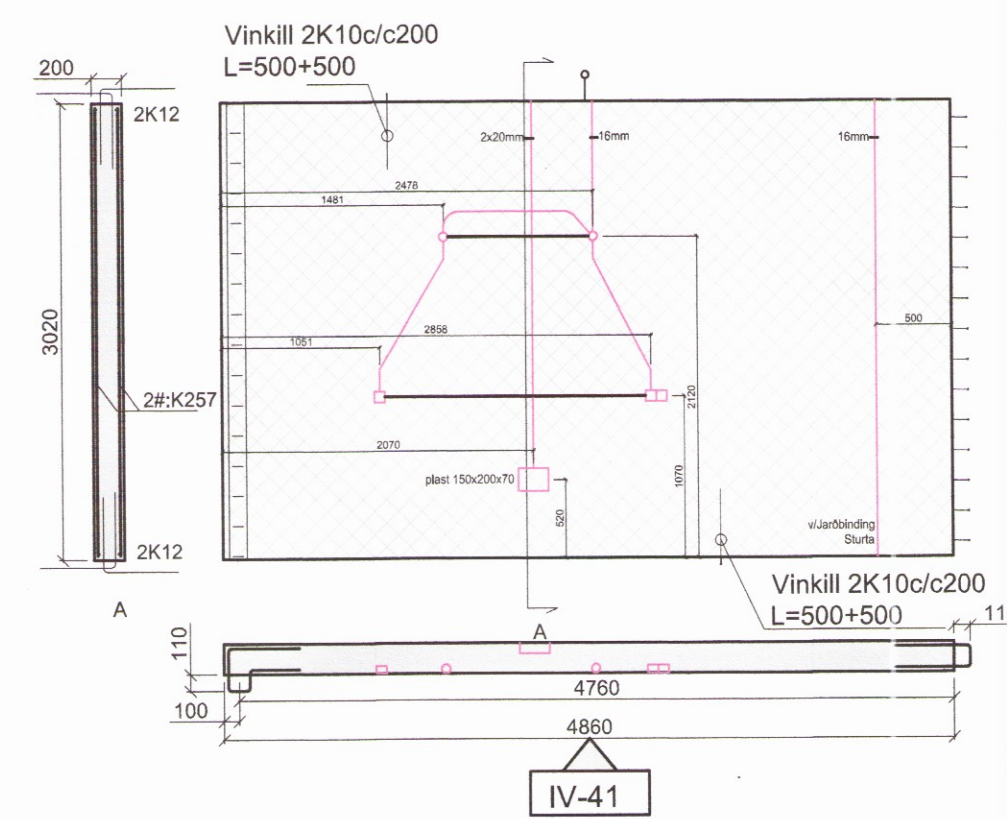 Vinkill 2K10c/c200
L=500+500
200
2K12
3020
2#:K257
2K12
A
2x20mm
16mm
16mm
2478
1481
2858
1051
500
2120
1070
2070
plast 150x200x70
520
v/Jarðbinding
Sturta
Vinkill 2K10c/c200
L=500+500
11
A
110
100
4760
4860
IV-41